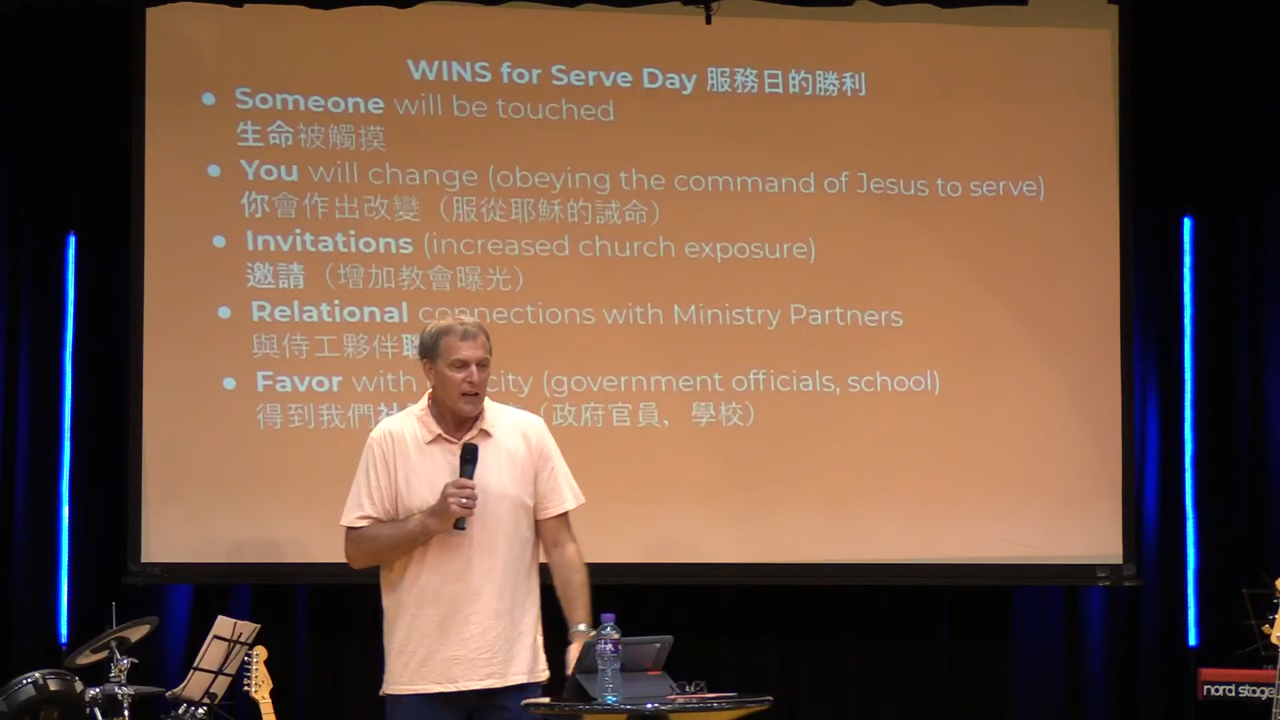 WINS for Serve Day 服務日的勝利
• Someone will be touched
生命被觸摸
• You will change (obeying the command of Jesus to serve)
你會作出改變（服從耶穌的誡命）
• Invitations (increased church exposure)
邀請（增加教會曝光）
• Relational connections with Ministry Partners
與侍工夥伴
• Favor with city (government officials, school)
得到我們社（政府官員，學校）
nord stage